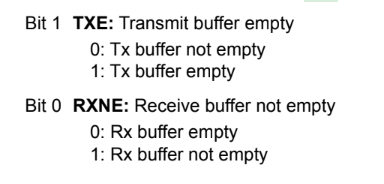 Bit 1 TXE: Transmit buffer empty
0: Tx buffer not empty
1: Tx buffer empty
Bit 0 RXNE: Receive buffer not empty
0: Rx buffer empty
1: Rx buffer not empty